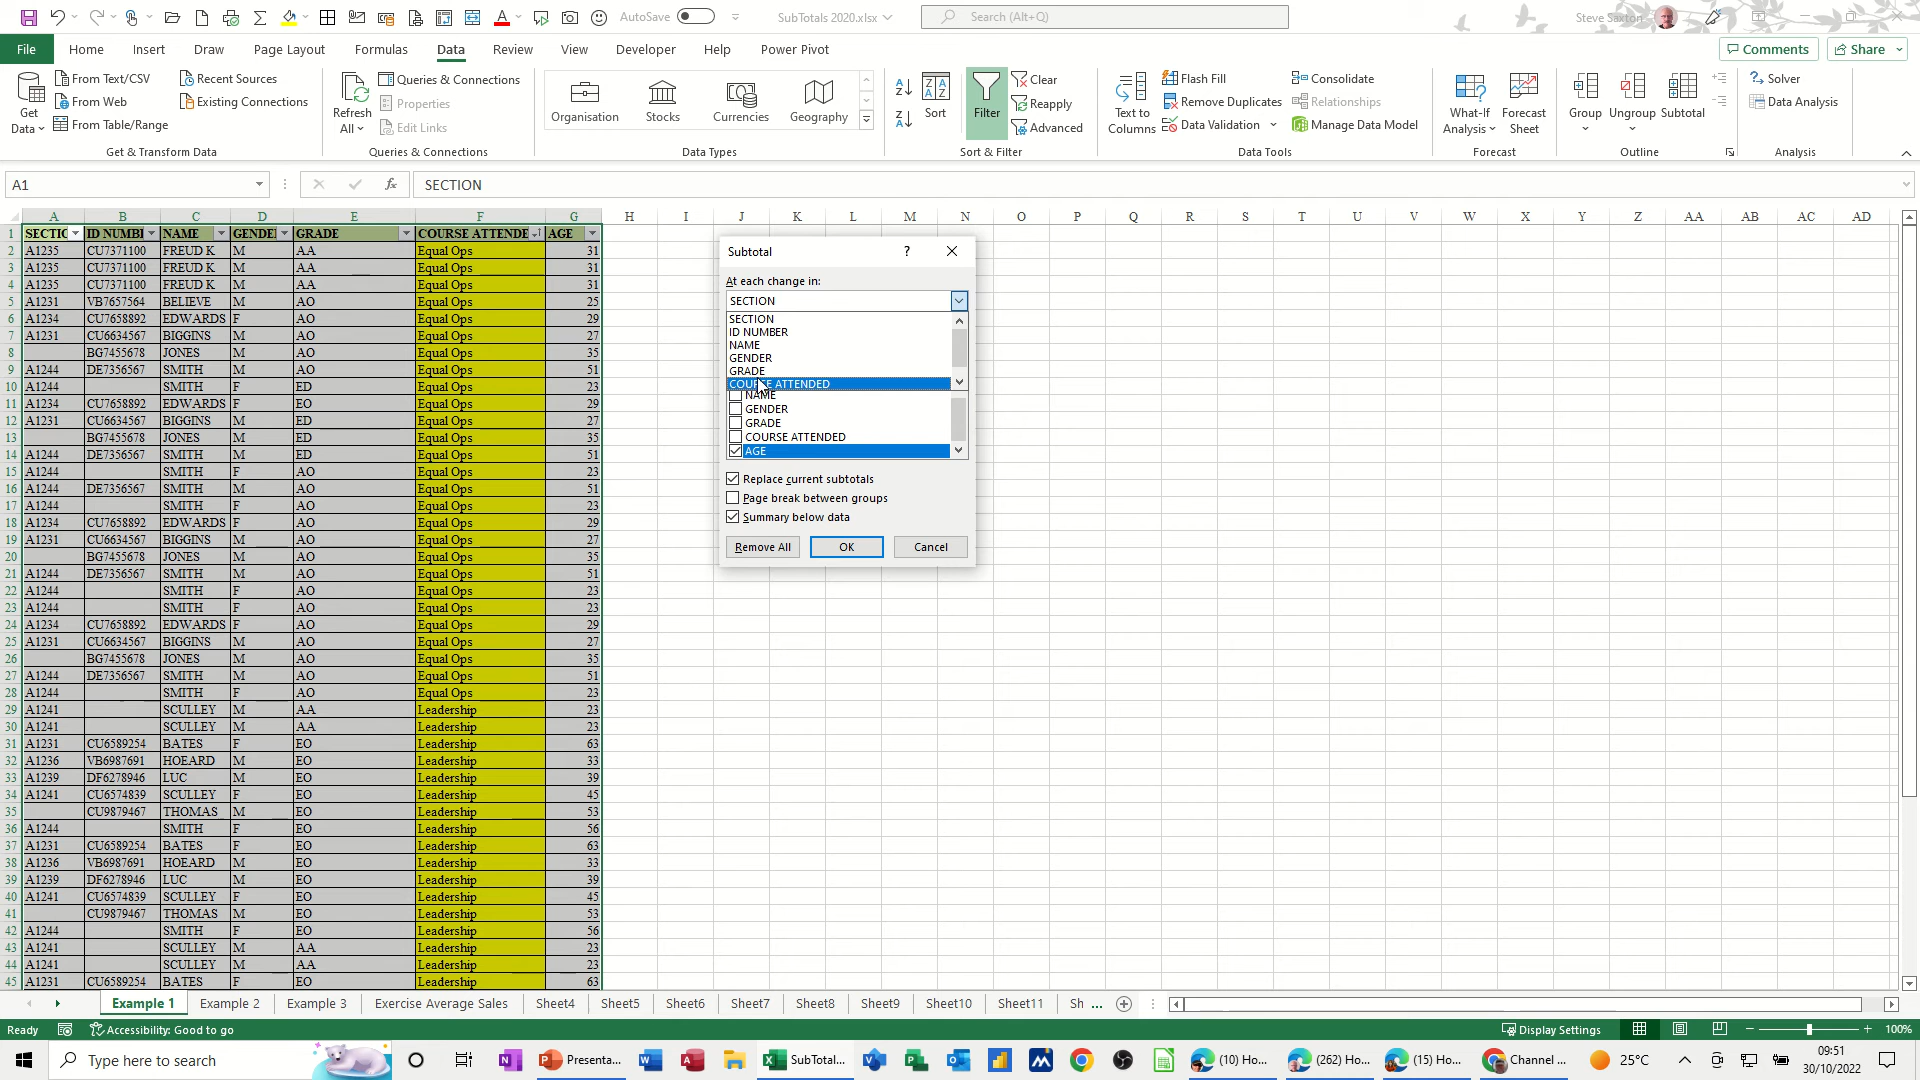 AutoSave
SubTotals 2020.xlsx
Search (Alt+Q)
Steve Saxton
File Home Insert Draw Page Layout Formulas Data Review View Developer Help Power Pivot
Comments Share
Get Data
From Text/CSV
From Web
From Table/Range
Recent Sources
Existing Connections
Get & Transform Data
Refresh All
Queries & Connections
Properties
Edit Links
Queries & Connections
Organisation Stocks Currencies Geography
Data Types
Sort
Filter
Clear
Reapply
Advanced
Sort & Filter
Text to Columns
Flash Fill
Remove Duplicates
Data Validation
Consolidate
Relationships
Manage Data Model
Data Tools
What-If Analysis
Forecast Sheet
Forecast
Group Ungroup Subtotal
Outline
Solver
Data Analysis
Analysis
A1 fx SECTION
A B C D E F G H I J K L M N O P Q R S T U V W X Y Z AA AB AC AD
1 SECTIO ID NUMBI NAME GENDEI GRADE COURSE ATTENDE AGE
2 A1235 CU7371100 FREUD K M AA Equal Ops 31
3 A1235 CU7371100 FREUD K M AA Equal Ops 31
4 A1235 CU7371100 FREUD K M AA Equal Ops 31
5 A1231 VB7657564 BELIEVE M AO Equal Ops 25
6 A1234 CU7658892 EDWARDS F AO Equal Ops 29
7 A1231 CU6634567 BIGGINS M AO Equal Ops 27
8 BG7455678 JONES M AO Equal Ops 35
9 A1244 DE7356567 SMITH M AO Equal Ops 51
10 A1244 SMITH F ED Equal Ops 23
11 A1234 CU7658892 EDWARDS F EO Equal Ops 29
12 A1231 CU6634567 BIGGINS M ED Equal Ops 27
13 BG7455678 JONES M ED Equal Ops 35
14 A1244 DE7356567 SMITH M ED Equal Ops 51
15 A1244 SMITH F AO Equal Ops 23
16 A1244 DE7356567 SMITH M AO Equal Ops 51
17 A1244 SMITH F AO Equal Ops 23
18 A1234 CU7658892 EDWARDS F AO Equal Ops 29
19 A1231 CU6634567 BIGGINS M AO Equal Ops 27
20 BG7455678 JONES M AO Equal Ops 35
21 A1244 DE7356567 SMITH M AO Equal Ops 51
22 A1244 SMITH F AO Equal Ops 23
23 A1244 SMITH F AO Equal Ops 23
24 A1234 CU7658892 EDWARDS F AO Equal Ops 29
25 A1231 CU6634567 BIGGINS M AO Equal Ops 27
26 BG7455678 JONES M AO Equal Ops 35
27 A1244 DE7356567 SMITH M AO Equal Ops 51
28 A1244 SMITH F AO Equal Ops 23
29 A1241 SCULLEY M AA Leadership 23
30 A1241 SCULLEY M AA Leadership 23
31 A1231 CU6589254 BATES F EO Leadership 63
32 A1236 VB6987691 HOEARD M EO Leadership 33
33 A1239 DF6278946 LUC M EO Leadership 39
34 A1241 CU6574839 SCULLEY F EO Leadership 45
35 CU9879467 THOMAS M EO Leadership 53
36 A1244 SMITH F EO Leadership 56
37 A1231 CU6589254 BATES F EO Leadership 63
38 A1236 VB6987691 HOEARD M EO Leadership 33
39 A1239 DF6278946 LUC M EO Leadership 39
40 A1241 CU6574839 SCULLEY F EO Leadership 45
41 CU9879467 THOMAS M EO Leadership 53
42 A1244 SMITH F EO Leadership 56
43 A1241 SCULLEY M AA Leadership 23
44 A1241 SCULLEY M AA Leadership 23
45 A1231 CU6589254 BATES F EO Leadership 63
Subtotal ?
At each change in:
SECTION
SECTION
ID NUMBER
NAME
GENDER
GRADE
COURSE ATTENDED
NAME
GENDER
GRADE
COURSE ATTENDED
AGE
Replace current subtotals
Page break between groups
Summary below data
Remove All OK Cancel
Example 1 Example 2 Example 3 Exercise Average Sales Sheet4 Sheet5 Sheet6 Sheet7 Sheet8 Sheet9 Sheet10 Sheet11 Sh ...
Ready Accessibility: Good to go Display Settings 100%
Type here to search
Presenta... SubTotal... (10) Ho... (262) Ho... (15) Ho... Channel ... 25°C
09:51
30/10/2022